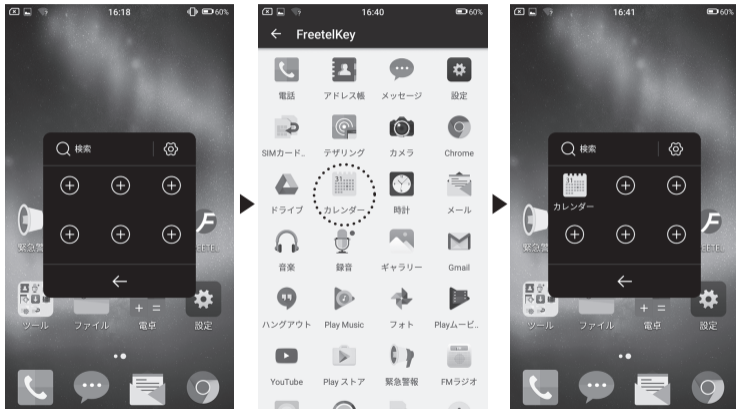 16:18
60%
検索
緊急警
ツール
ファイル
電卓
設定
16:40
60%
FreetelKey
電話
アドレス帳
メッセージ
設定
SIMカード..
テザリング
カメラ
Chrome
ドライブ
31
カレンダー
時計
メール
音楽
録音
ギャラリー
Gmail
ハングアウト
Play Music
フォト
Playムービ..
YouTube
Play ストア
緊急警報
FMラジオ
16:41
60%
検索
31
カレンダー
緊急警
ツール
ファイル
電卓
設定